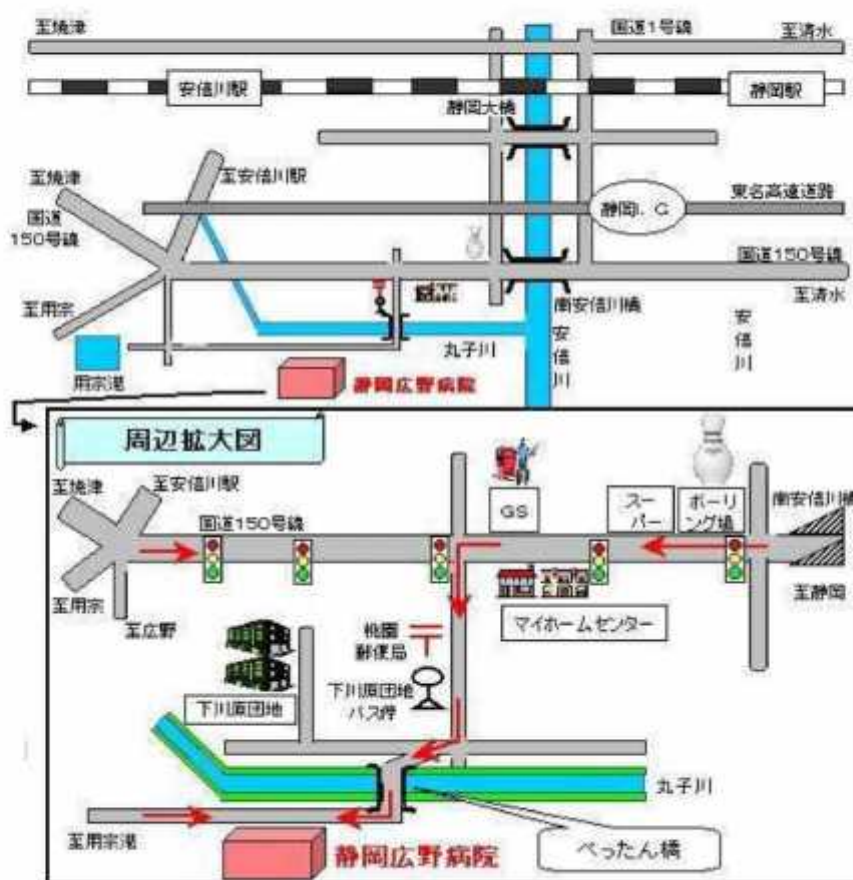 至焼津
国道1号線
至清水
安倍川駅
静岡駅
静岡大橋
至焼津
至安倍川駅
国道
150号線
静岡I.C
東名高速道路
国道150号線
至清水
至用宗
南安倍川橋
安倍川
安倍川
丸子川
用宗港
静岡広野病院
周辺拡大図
至焼津
至安倍川駅
国道150号線
GS
スーパー
ボーリング場
南安倍川橋
至用宗
至広野
至静岡
マイホームセンター
桃園
郵便局
下川原団地
下川原団地
バス停
丸子川
至用宗港
静岡広野病院
ぺったん橋